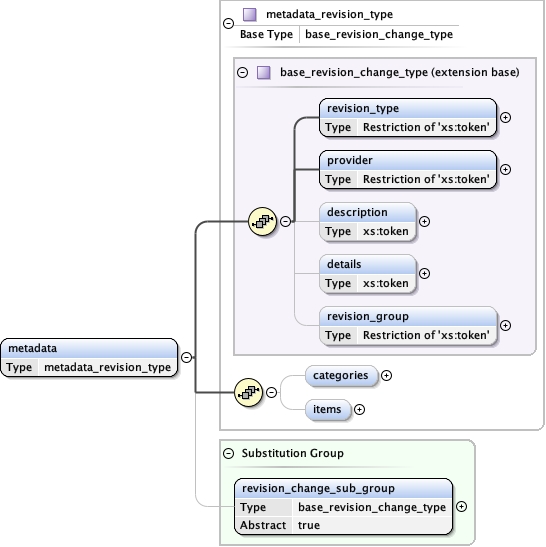 metadata_revision_type
Base Type base_revision_change_type
base_revision_change_type (extension base)
revision_type
Type Restriction of 'xs:token'
provider
Type Restriction of 'xs:token'
description
Type xs:token
details
Type xs:token
revision_group
Type Restriction of 'xs:token'
metadata
Type metadata_revision_type
categories
items
Substitution Group
revision_change_sub_group
Type base_revision_change_type
Abstract true